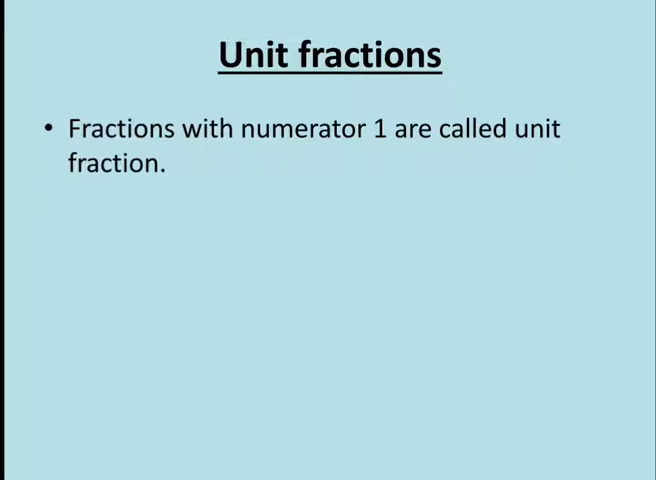 Unit fractions
• Fractions with numerator 1 are called unit
fraction.